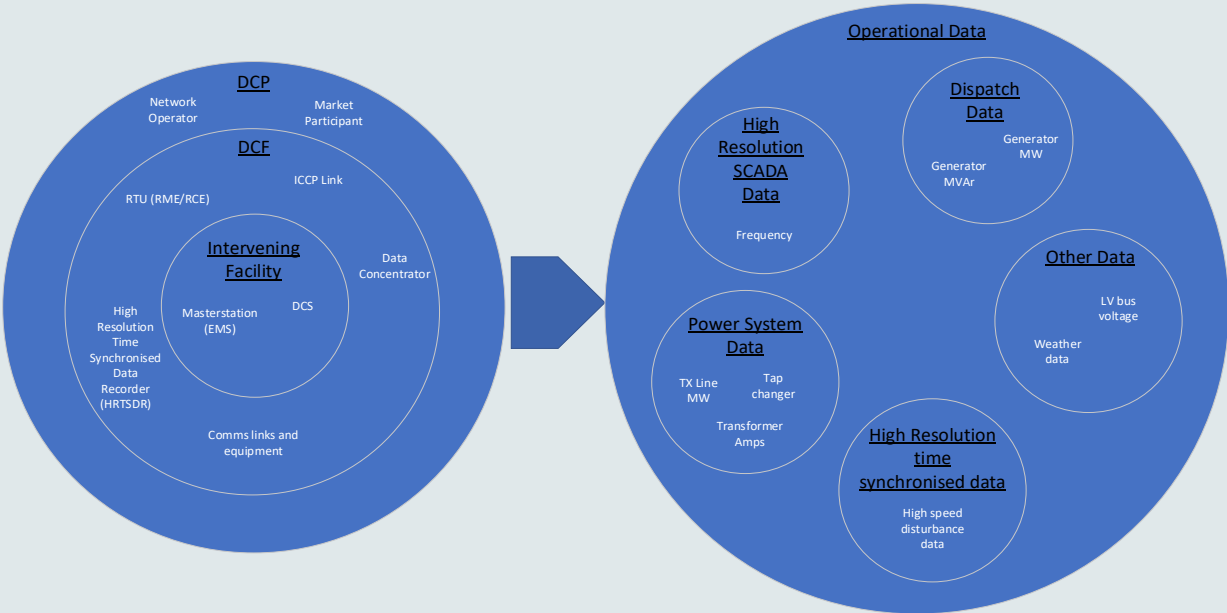 DCP
Network
Operator
Market
Participant
DCF
ICCP Link
RTU (RME/RCE)
Intervening
Facility
Data
Concentrator
Masterstation
(EMS)
DCS
High
Resolution
Time
Synchronised
Data
Recorder
(HRTSDR)
Comms links and
equipment
Operational Data
Dispatch
Data
Generator
MW
Generator
MVAr
High
Resolution
SCADA
Data
Frequency
Other Data
LV bus
voltage
Weather
data
Power System
Data
TX Line
MW
Tap
changer
Transformer
Amps
High Resolution
time
synchronised data
High speed
disturbance
data